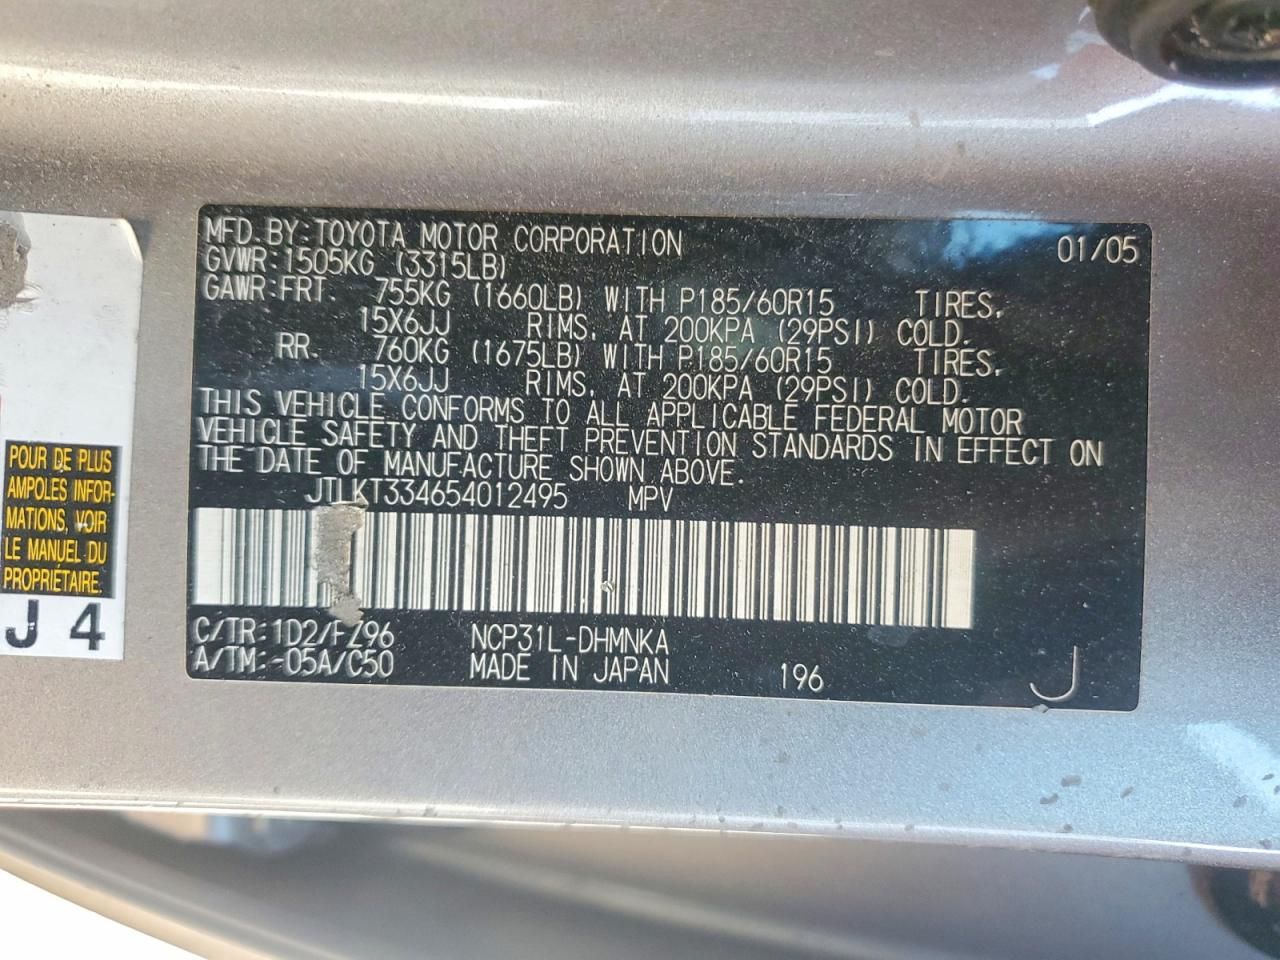 MFD. BY: TOYOTA MOTOR CORPORATION 01/05
GVWR: 1505KG (3315LB)
GAWR: FRT. 755KG (1660LB) WITH P185/60R15 TIRES,
15X6JJ RIMS, AT 200KPA (29PSI) COLD.
RR. 760KG (1675LB) WITH P185/60R15 TIRES,
15X6JJ RIMS, AT 200KPA (29PSI) COLD.
THIS VEHICLE CONFORMS TO ALL APPLICABLE FEDERAL MOTOR
VEHICLE SAFETY AND THEFT PREVENTION STANDARDS IN EFFECT ON
THE DATE OF MANUFACTURE SHOWN ABOVE.
JTLKT334654012495 MPV
C/TR: 1D2/FZ96 NCP31L-DHMNKA
A/TM: -05A/C50 MADE IN JAPAN 196 J
POUR DE PLUS
AMPOLES INFOR-
MATIONS, VOIR
LE MANUEL DU
PROPRIÉTAIRE.
J 4